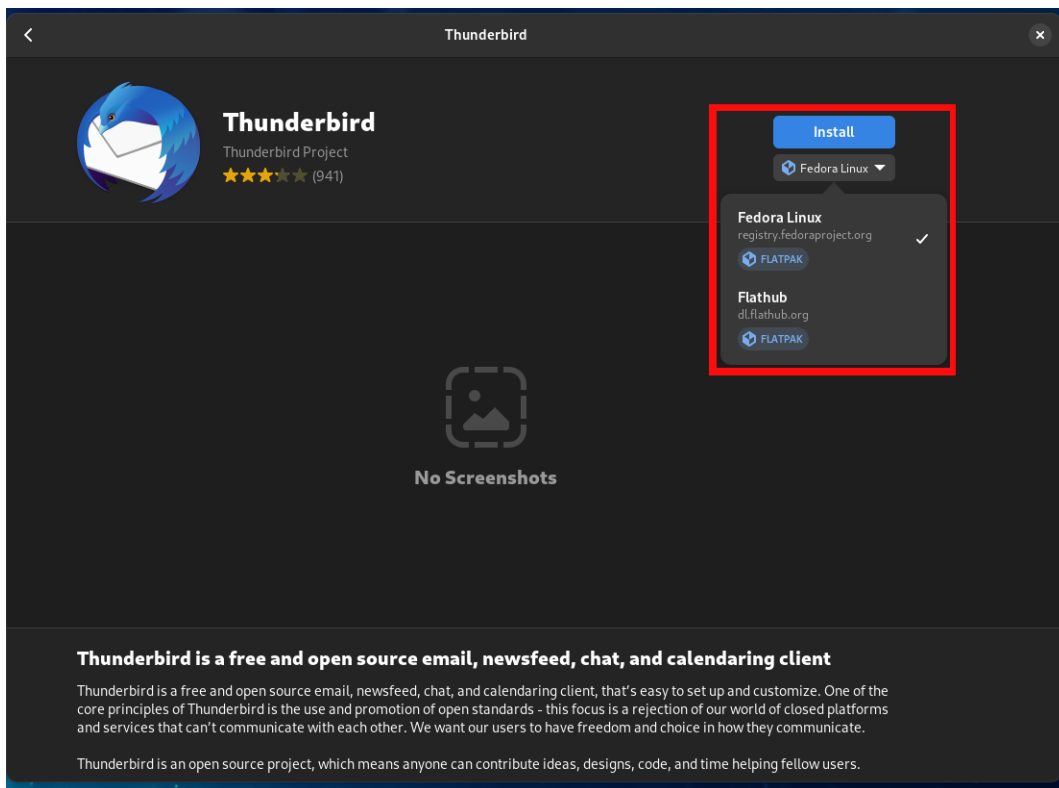 Thunderbird
Thunderbird
Thunderbird Project
(941)
Install
Fedora Linux
Fedora Linux
registry.fedoraproject.org
FLATPAK
Flathub
dl.flathub.org
FLATPAK
No Screenshots
Thunderbird is a free and open source email, newsfeed, chat, and calendaring client
Thunderbird is a free and open source email, newsfeed, chat, and calendaring client, that's easy to set up and customize. One of the
core principles of Thunderbird is the use and promotion of open standards - this focus is a rejection of our world of closed platforms
and services that can't communicate with each other. We want our users to have freedom and choice in how they communicate.
Thunderbird is an open source project, which means anyone can contribute ideas, designs, code, and time helping fellow users.